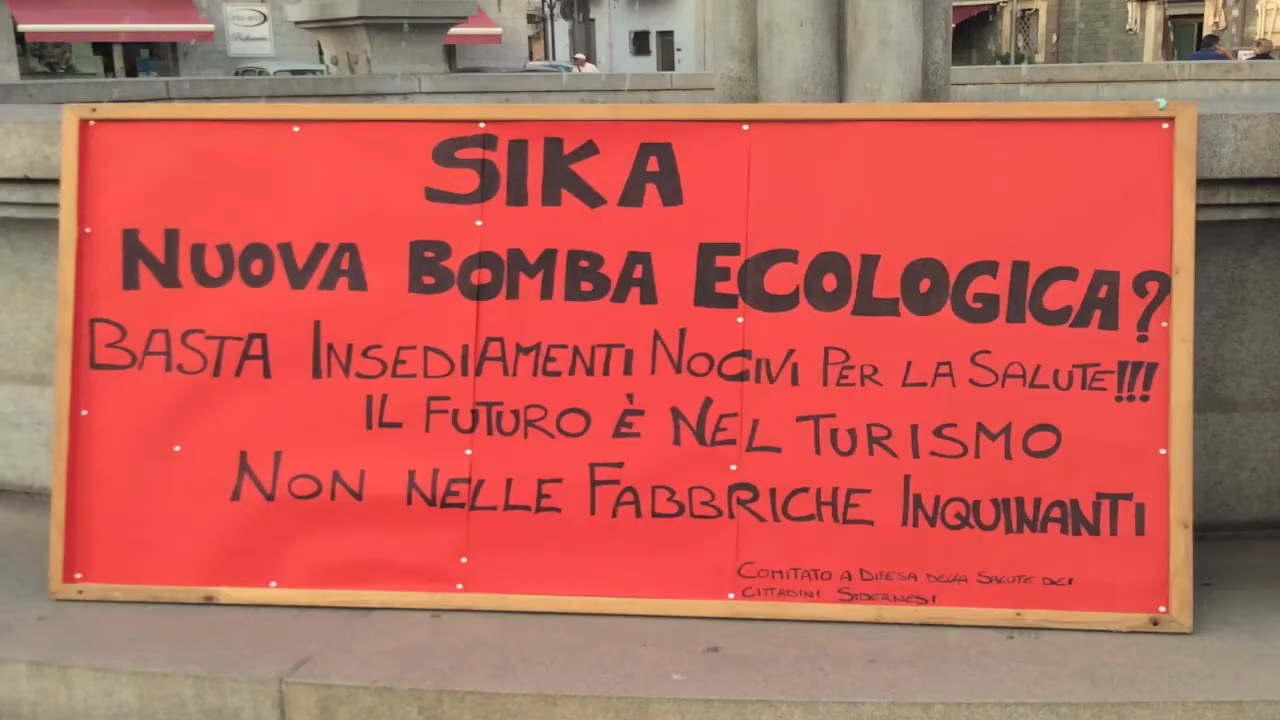 SIKA
NUOVA BOMBA ECOLOGICA?
BASTA INSEDIAMENTI NOCIVI PER LA SALUTE!!!
IL FUTURO È NEL TURISMO
NON NELLE FABBRICHE INQUINANTI
COMITATO A DIFESA DELLA SALUTE DEI
CITTADINI SIDERNESI